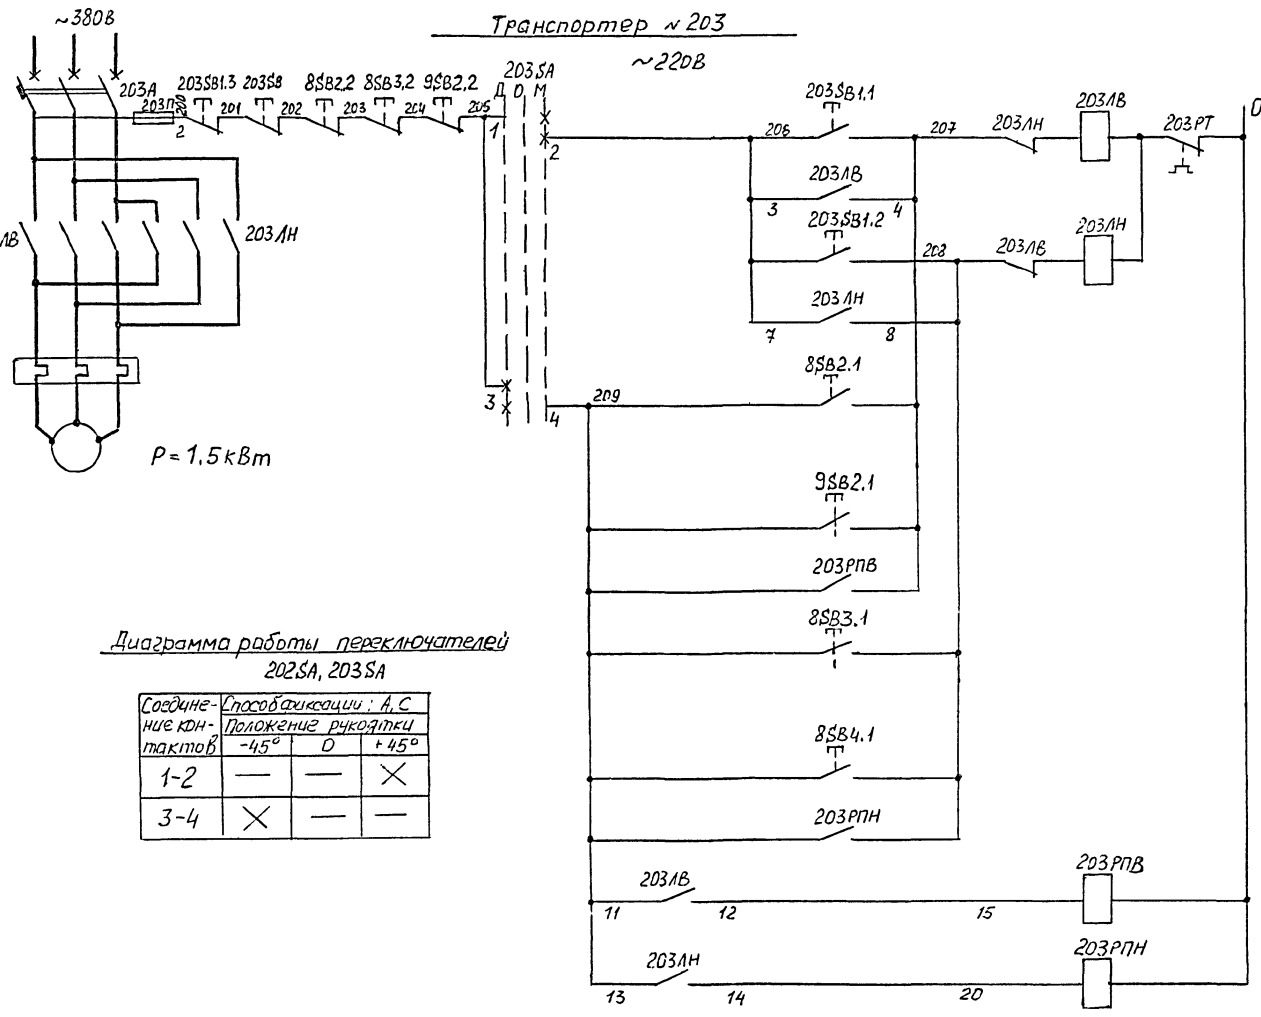 Транспортер № 203
~380В
~220В
203А
203П
200
2
203SB1.3
201
203SB
202
8SB2,2
203
8SB3,2
204
9SB2,2
205
203SA
Д О М
1
2
3
4
206
203SB1.1
207
203ЛН
203ЛВ
203РТ
0
203ЛВ
3
4
203SB1.2
208
203ЛВ
203ЛН
203ЛН
7
8
ЛВ
203ЛН
209
8SB2.1
P = 1,5 кВт
9SB2.1
203РПВ
8SB3.1
8SB4.1
203РПН
203ЛВ
11
12
15
203РПВ
203ЛН
13
14
20
203РПН
Диаграмма работы переключателей
202SA, 203SA
Соедине-
ние кон-
тактов
Способ фиксации: А, С
Положение рукоятки
-45° 0 +45°
1-2 — — X
3-4 X — —